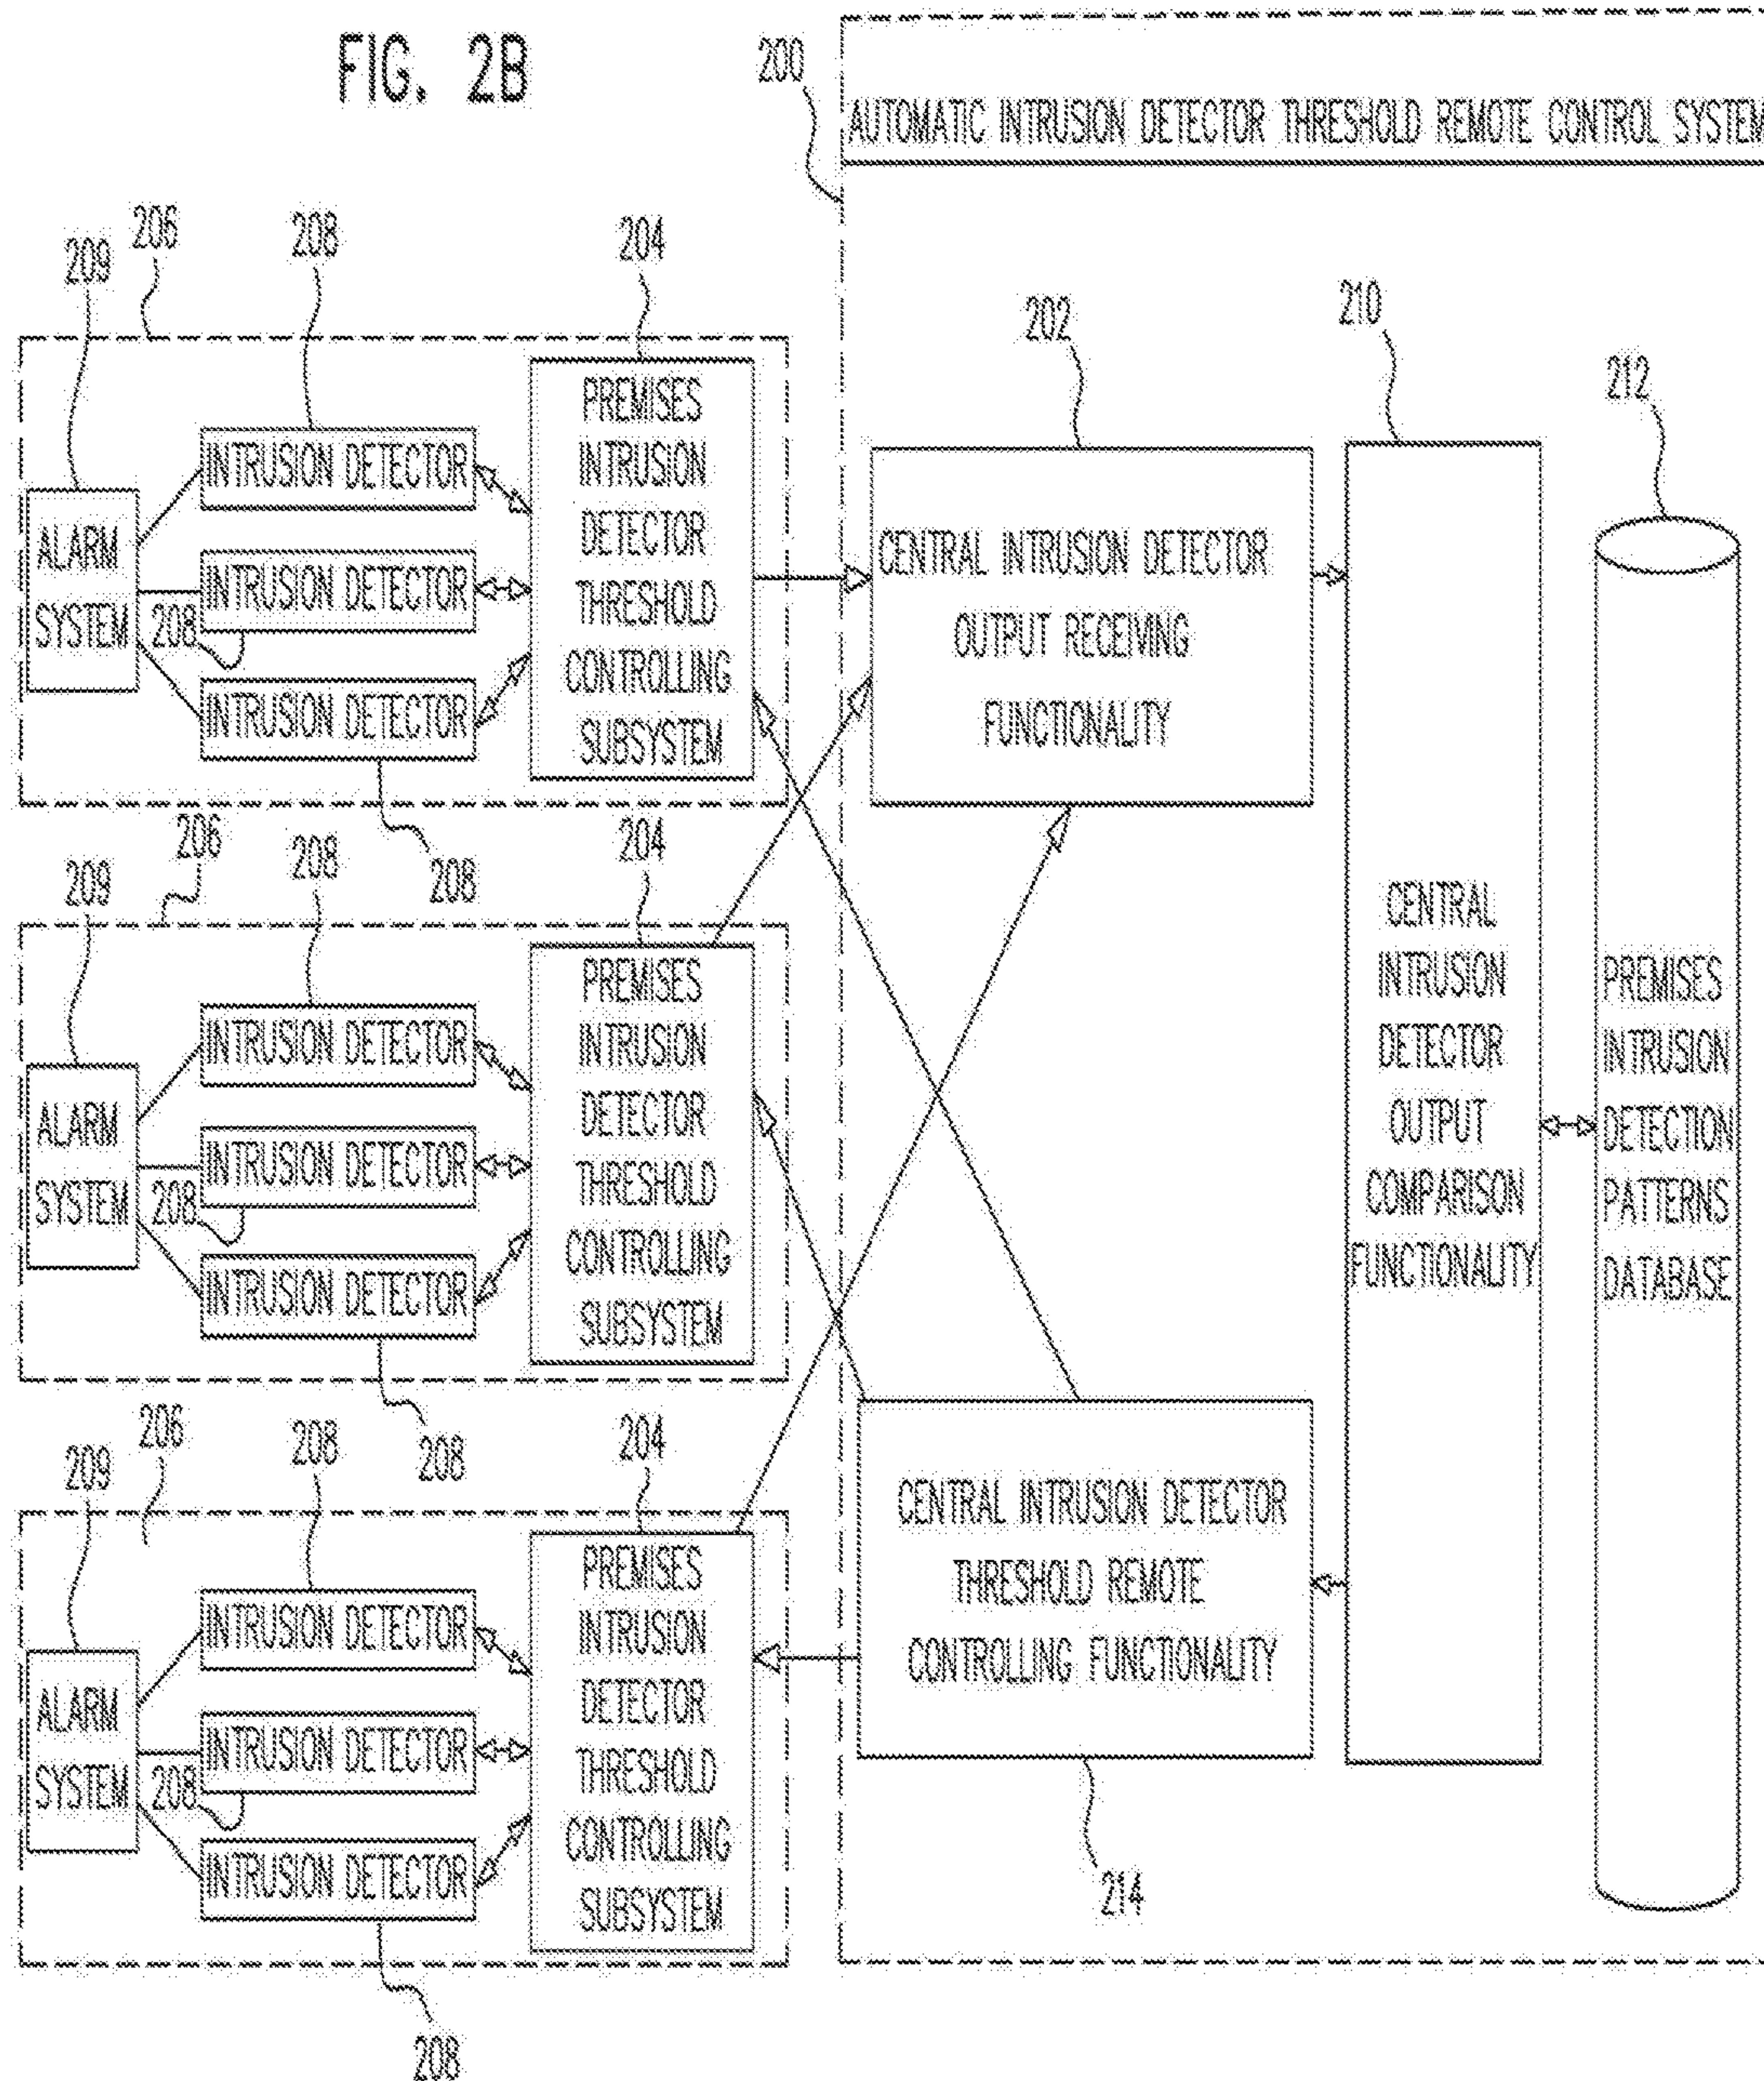 FIG. 2B
200
AUTOMATIC INTRUSION DETECTOR THRESHOLD REMOTE CONTROL SYSTEM
209
206
208
204
ALARM
SYSTEM
INTRUSION DETECTOR
INTRUSION DETECTOR
208
INTRUSION DETECTOR
208
PREMISES
INTRUSION
DETECTOR
THRESHOLD
CONTROLLING
SUBSYSTEM
209
206
208
204
ALARM
SYSTEM
INTRUSION DETECTOR
INTRUSION DETECTOR
208
INTRUSION DETECTOR
208
PREMISES
INTRUSION
DETECTOR
THRESHOLD
CONTROLLING
SUBSYSTEM
209
206
208
204
ALARM
SYSTEM
INTRUSION DETECTOR
INTRUSION DETECTOR
208
INTRUSION DETECTOR
208
PREMISES
INTRUSION
DETECTOR
THRESHOLD
CONTROLLING
SUBSYSTEM
202
CENTRAL INTRUSION DETECTOR
OUTPUT RECEIVING
FUNCTIONALITY
CENTRAL INTRUSION DETECTOR
THRESHOLD REMOTE
CONTROLLING FUNCTIONALITY
214
210
CENTRAL
INTRUSION
DETECTOR
OUTPUT
COMPARISON
FUNCTIONALITY
212
PREMISES
INTRUSION
DETECTION
PATTERNS
DATABASE